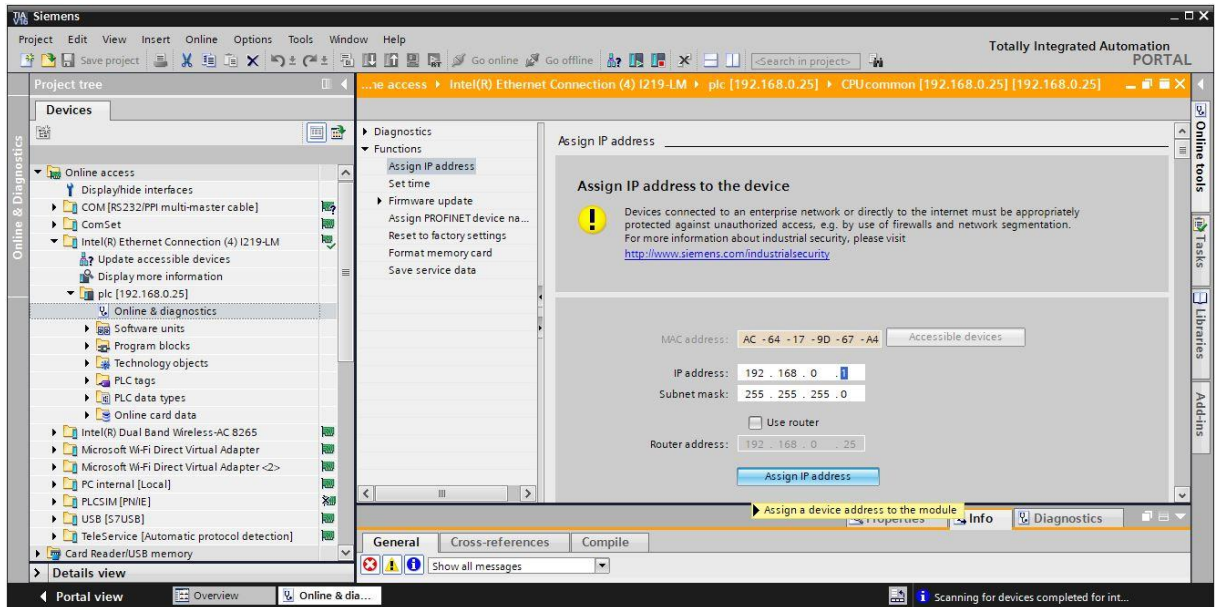 Siemens
Project Edit View Insert Online Options Tools Window Help
Save project Go online Go offline <Search in project>
Totally Integrated Automation
PORTAL
Project tree
...ne access ▸ Intel(R) Ethernet Connection (4) I219-LM ▸ plc [192.168.0.25] ▸ CPUcommon [192.168.0.25] [192.168.0.25]
Devices
Online & Diagnostics
Online access
Display/hide interfaces
COM [RS232/PPI multi-master cable]
ComSet
Intel(R) Ethernet Connection (4) I219-LM
Update accessible devices
Display more information
plc [192.168.0.25]
Online & diagnostics
Software units
Program blocks
Technology objects
PLC tags
PLC data types
Online card data
Intel(R) Dual Band Wireless-AC 8265
Microsoft Wi-Fi Direct Virtual Adapter
Microsoft Wi-Fi Direct Virtual Adapter <2>
PC internal [Local]
PLCSIM [PN/IE]
USB [S7USB]
TeleService [Automatic protocol detection]
Card Reader/USB memory
Details view
Diagnostics
Functions
Assign IP address
Set time
Firmware update
Assign PROFINET device na...
Reset to factory settings
Format memory card
Save service data
Assign IP address
Assign IP address to the device
Devices connected to an enterprise network or directly to the internet must be appropriately
protected against unauthorized access, e.g. by use of firewalls and network segmentation.
For more information about industrial security, please visit
http://www.siemens.com/industrialsecurity
MAC address: AC -64 -17 -9D -67 -A4 Accessible devices
IP address: 192 . 168 . 0 . 1
Subnet mask: 255 . 255 . 255 . 0
Use router
Router address: 192 . 168 . 0 . 25
Assign IP address
Assign a device address to the module
Properties Info Diagnostics
General Cross-references Compile
Show all messages
Online tools
Tasks
Libraries
Add-ins
Portal view Overview Online & dia... Scanning for devices completed for int...